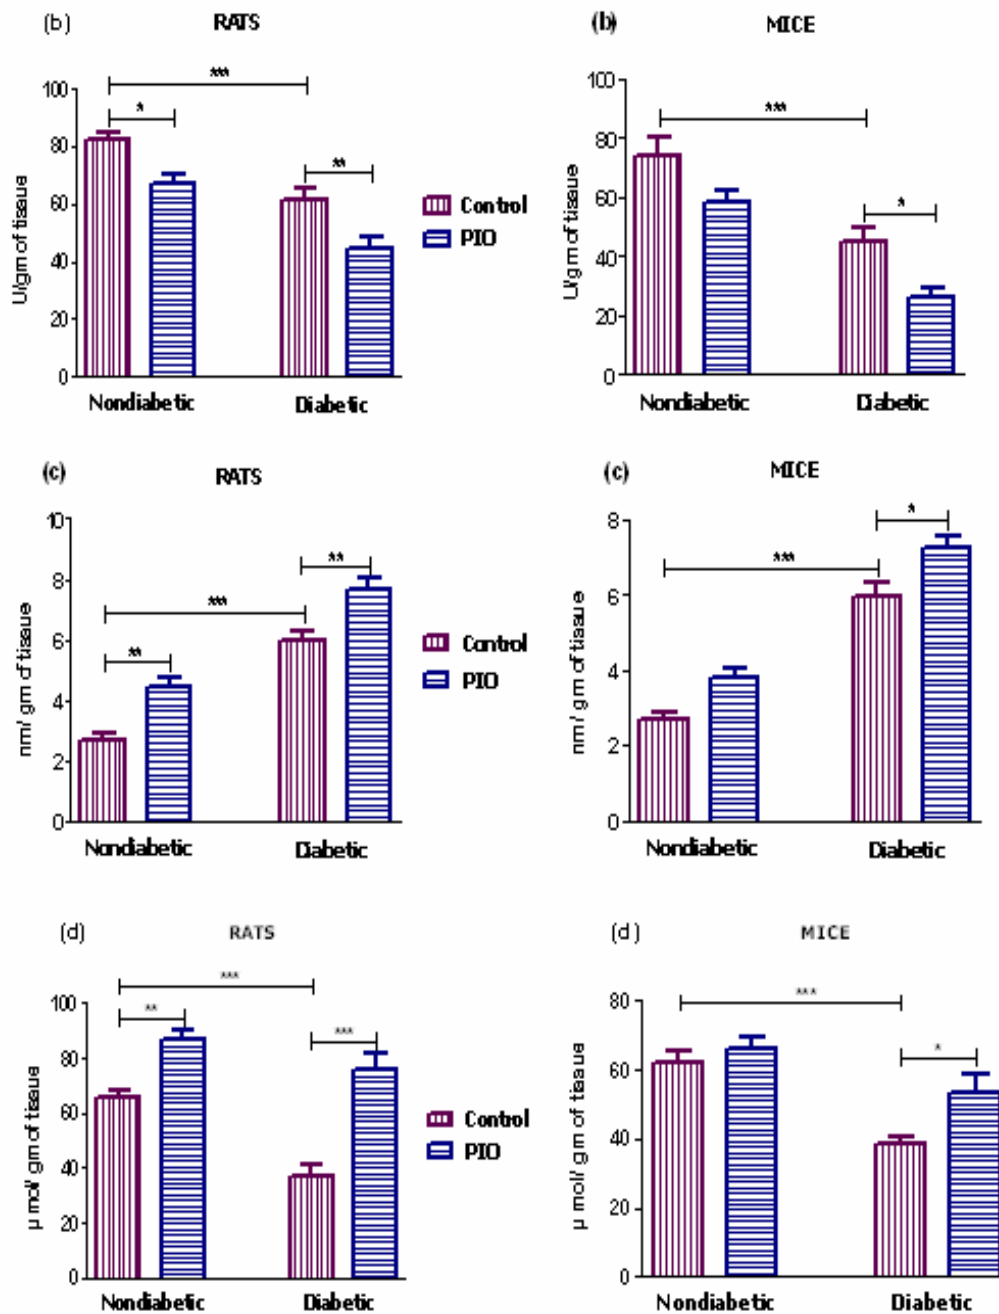 (b) RATS
***
100
*
80
**
60
40
20
0
U/gm of tissue
Nondiabetic Diabetic
Control
PIO
(b) MICE
100
***
80
60
*
40
20
0
U/gm of tissue
Nondiabetic Diabetic
(c) RATS
10
**
8
***
6
**
4
2
0
nm/ gm of tissue
Nondiabetic Diabetic
Control
PIO
(c) MICE
*
8
***
6
4
2
0
nm/ gm of tissue
Nondiabetic Diabetic
(d) RATS
***
100
**
***
80
60
40
20
0
µ mol/ gm of tissue
Nondiabetic Diabetic
Control
PIO
(d) MICE
***
80
*
60
40
20
0
µ mol/ gm of tissue
Nondiabetic Diabetic